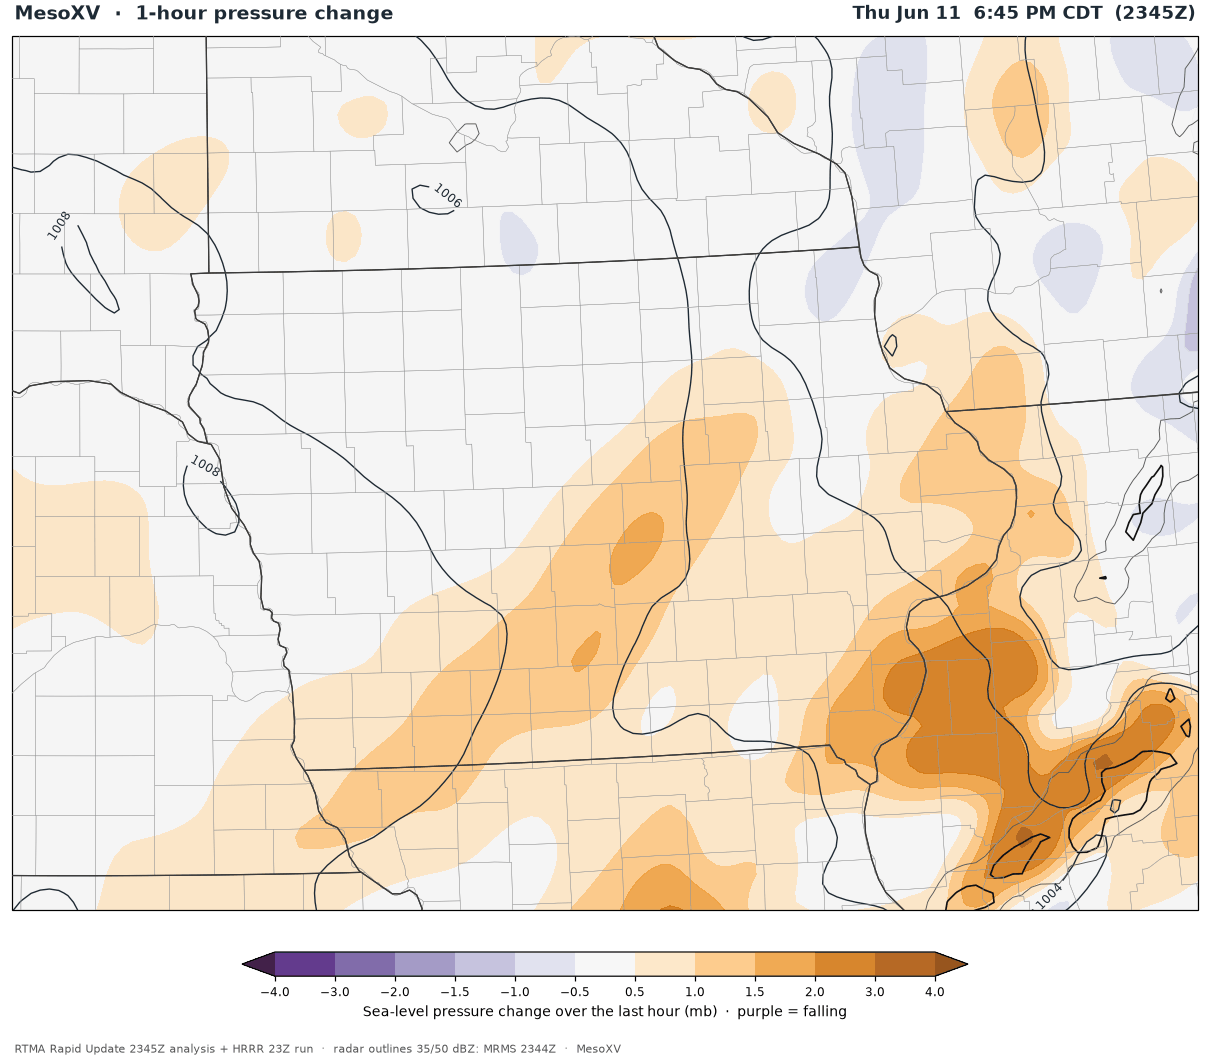 MesoXV · 1-hour pressure change
Thu Jun 11 6:45 PM CDT (2345Z)
1006
1008
1008
1004
−4.0 −3.0 −2.0 −1.5 −1.0 −0.5 0.5 1.0 1.5 2.0 3.0 4.0
Sea-level pressure change over the last hour (mb) · purple = falling
RTMA Rapid Update 2345Z analysis + HRRR 23Z run · radar outlines 35/50 dBZ: MRMS 2344Z · MesoXV